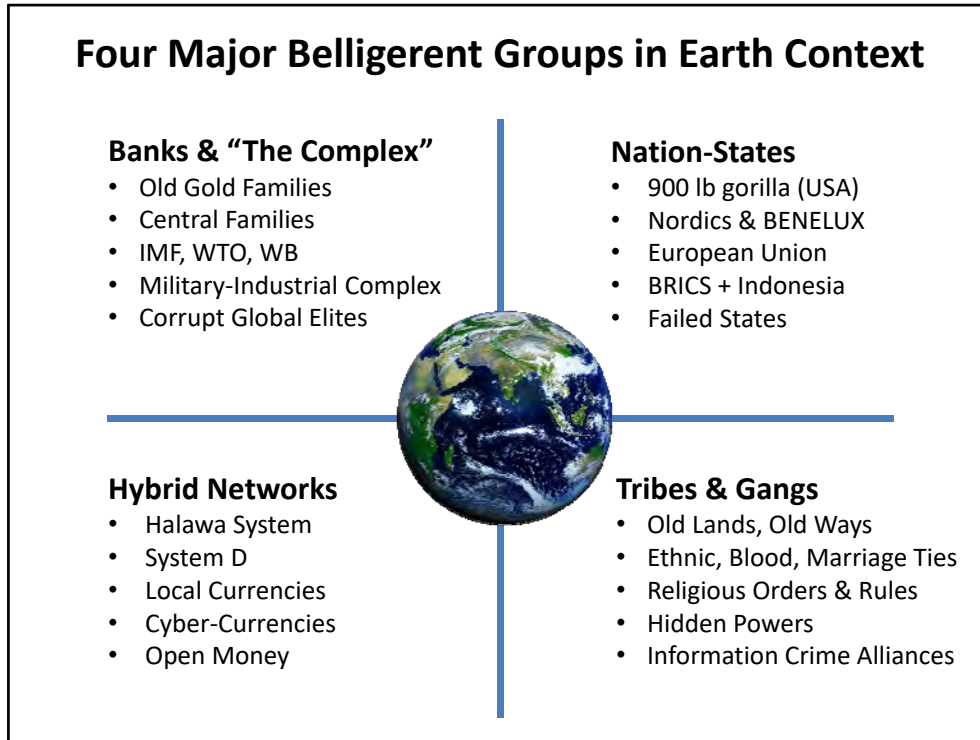 Four Major Belligerent Groups in Earth Context
Banks & “The Complex”
• Old Gold Families
• Central Families
• IMF, WTO, WB
• Military-Industrial Complex
• Corrupt Global Elites
Nation-States
• 900 lb gorilla (USA)
• Nordics & BENELUX
• European Union
• BRICS + Indonesia
• Failed States
Hybrid Networks
• Halawa System
• System D
• Local Currencies
• Cyber-Currencies
• Open Money
Tribes & Gangs
• Old Lands, Old Ways
• Ethnic, Blood, Marriage Ties
• Religious Orders & Rules
• Hidden Powers
• Information Crime Alliances